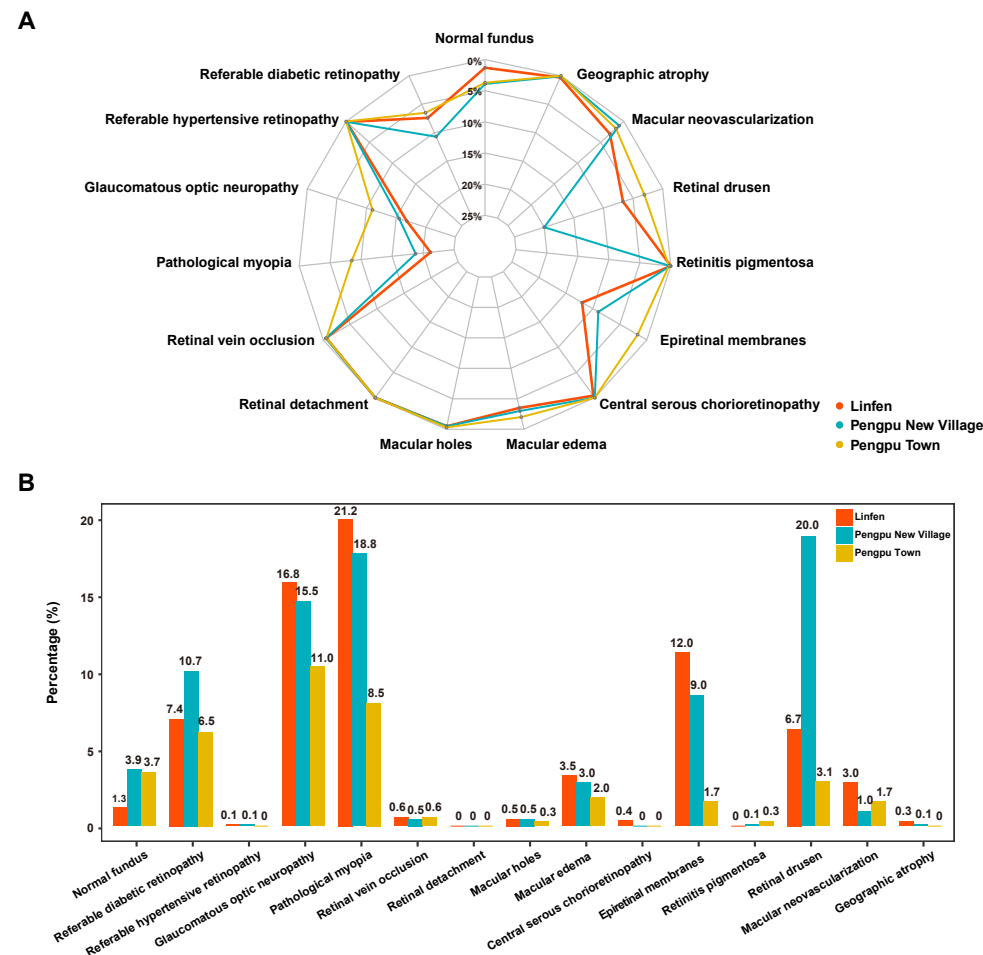 A
Normal fundus
Referable diabetic retinopathy
Geographic atrophy
Referable hypertensive retinopathy
Macular neovascularization
Glaucomatous optic neuropathy
Retinal drusen
Pathological myopia
Retinitis pigmentosa
Retinal vein occlusion
Epiretinal membranes
Retinal detachment
Central serous chorioretinopathy
Macular holes
Macular edema
0%
5%
10%
15%
20%
25%
Linfen
Pengpu New Village
Pengpu Town
B
Percentage (%)
20
15
10
5
0
Linfen
Pengpu New Village
Pengpu Town
1.3 3.9 3.7
7.4 10.7 6.5
0.1 0.1 0
16.8 15.5 11.0
21.2 18.8 8.5
0.6 0.5 0.6
0 0 0
0.5 0.5 0.3
3.5 3.0 2.0
0.4 0 0
12.0 9.0 1.7
0 0.1 0.3
6.7 20.0 3.1
3.0 1.0 1.7
0.3 0.1 0
Normal fundus
Referable diabetic retinopathy
Referable hypertensive retinopathy
Glaucomatous optic neuropathy
Pathological myopia
Retinal vein occlusion
Retinal detachment
Macular holes
Macular edema
Central serous chorioretinopathy
Epiretinal membranes
Retinitis pigmentosa
Retinal drusen
Macular neovascularization
Geographic atrophy